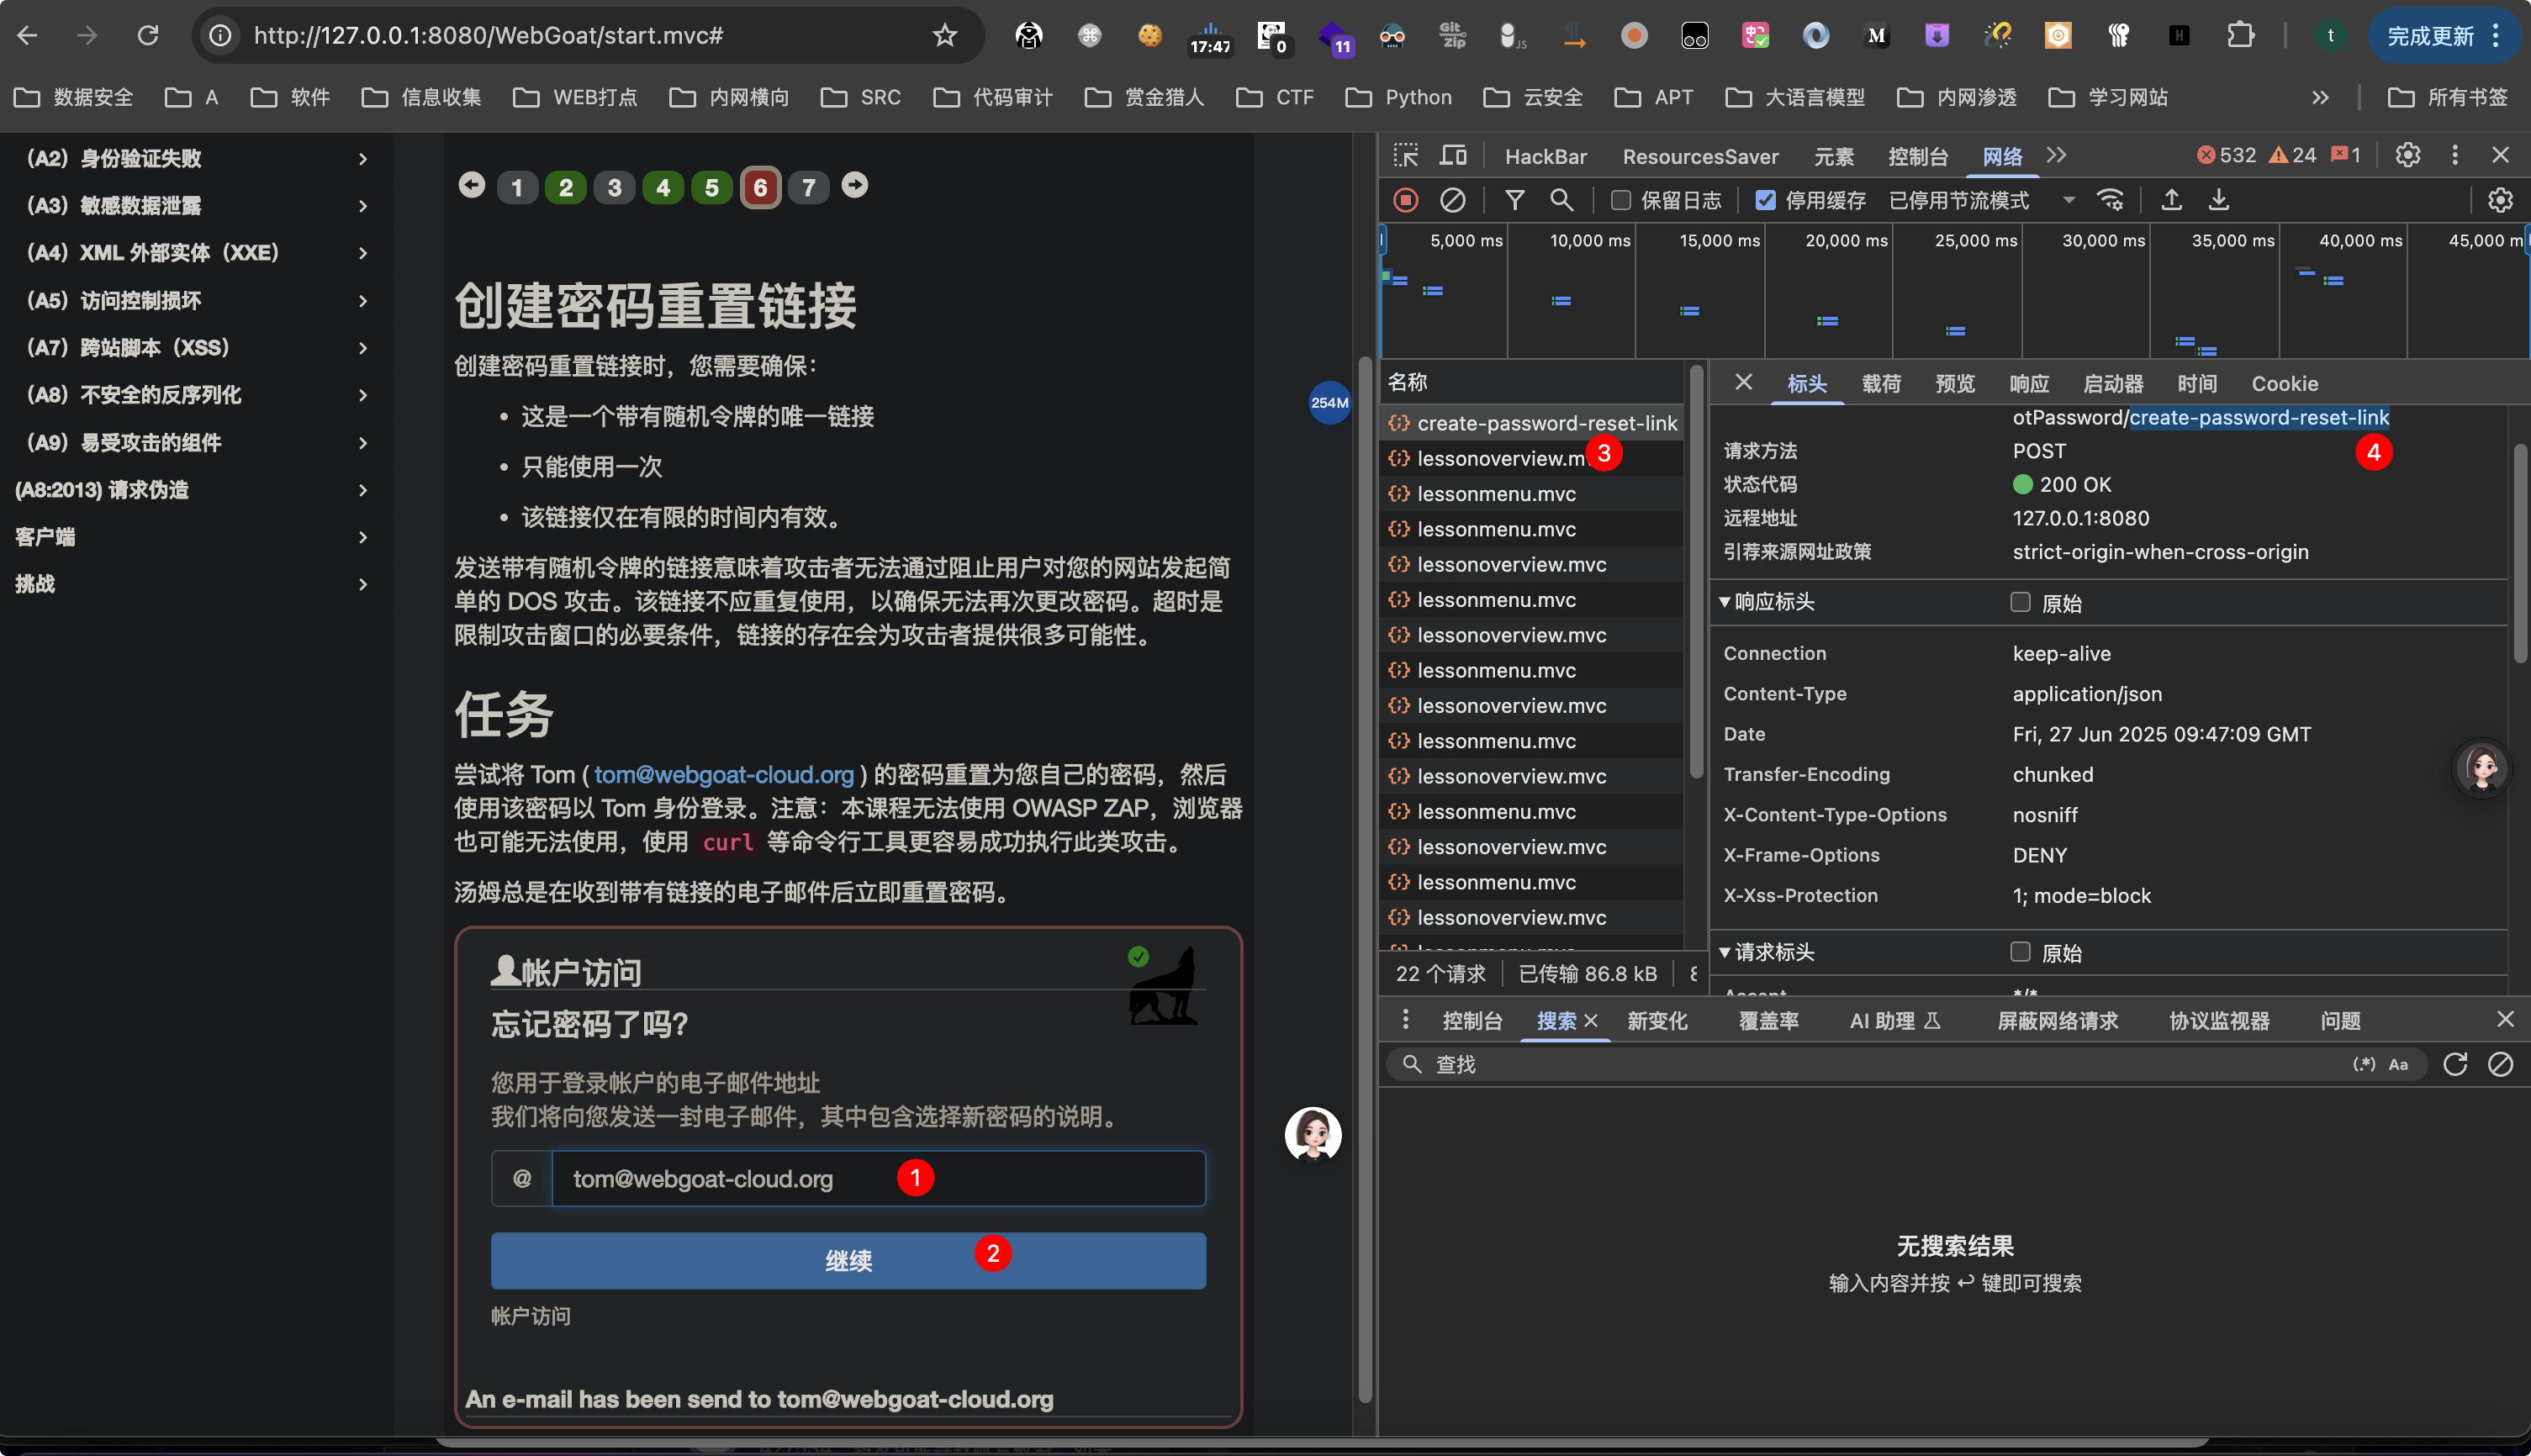 http://127.0.0.1:8080/WebGoat/start.mvc#
17:47
0
11
Git
Zip
JS
M
H
t
完成更新
数据安全
A
软件
信息收集
WEB打点
内网横向
SRC
代码审计
赏金猎人
CTF
Python
云安全
APT
大语言模型
内网渗透
学习网站
所有书签
（A2）身份验证失败
（A3）敏感数据泄露
（A4）XML 外部实体（XXE）
（A5）访问控制损坏
（A7）跨站脚本（XSS）
（A8）不安全的反序列化
（A9）易受攻击的组件
(A8:2013) 请求伪造
客户端
挑战
1 2 3 4 5 6 7
创建密码重置链接
创建密码重置链接时，您需要确保：
• 这是一个带有随机令牌的唯一链接
• 只能使用一次
• 该链接仅在有限的时间内有效。
发送带有随机令牌的链接意味着攻击者无法通过阻止用户对您的网站发起简
单的 DOS 攻击。该链接不应重复使用，以确保无法再次更改密码。超时是
限制攻击窗口的必要条件，链接的存在会为攻击者提供很多可能性。
任务
尝试将 Tom ( tom@webgoat-cloud.org ) 的密码重置为您自己的密码，然后
使用该密码以 Tom 身份登录。注意：本课程无法使用 OWASP ZAP，浏览器
也可能无法使用，使用 curl 等命令行工具更容易成功执行此类攻击。
汤姆总是在收到带有链接的电子邮件后立即重置密码。
帐户访问
忘记密码了吗?
您用于登录帐户的电子邮件地址
我们将向您发送一封电子邮件，其中包含选择新密码的说明。
@ tom@webgoat-cloud.org 1
继续 2
帐户访问
An e-mail has been send to tom@webgoat-cloud.org
254M
HackBar ResourcesSaver 元素 控制台 网络 532 24 1
保留日志 停用缓存 已停用节流模式
5,000 ms 10,000 ms 15,000 ms 20,000 ms 25,000 ms 30,000 ms 35,000 ms 40,000 ms 45,000 m
名称
create-password-reset-link
3
lessonoverview.m
lessonmenu.mvc
lessonmenu.mvc
lessonoverview.mvc
lessonmenu.mvc
lessonoverview.mvc
lessonmenu.mvc
lessonoverview.mvc
lessonmenu.mvc
lessonoverview.mvc
lessonmenu.mvc
lessonoverview.mvc
lessonmenu.mvc
lessonoverview.mvc
22 个请求 已传输 86.8 kB
标头 载荷 预览 响应 启动器 时间 Cookie
otPassword/create-password-reset-link
请求方法 POST 4
状态代码 200 OK
远程地址 127.0.0.1:8080
引荐来源网址政策 strict-origin-when-cross-origin
响应标头 原始
Connection keep-alive
Content-Type application/json
Date Fri, 27 Jun 2025 09:47:09 GMT
Transfer-Encoding chunked
X-Content-Type-Options nosniff
X-Frame-Options DENY
X-Xss-Protection 1; mode=block
请求标头 原始
Accept */*
控制台 搜索 新变化 覆盖率 AI 助理 屏蔽网络请求 协议监视器 问题
查找 (.*) Aa
无搜索结果
输入内容并按 ↩ 键即可搜索